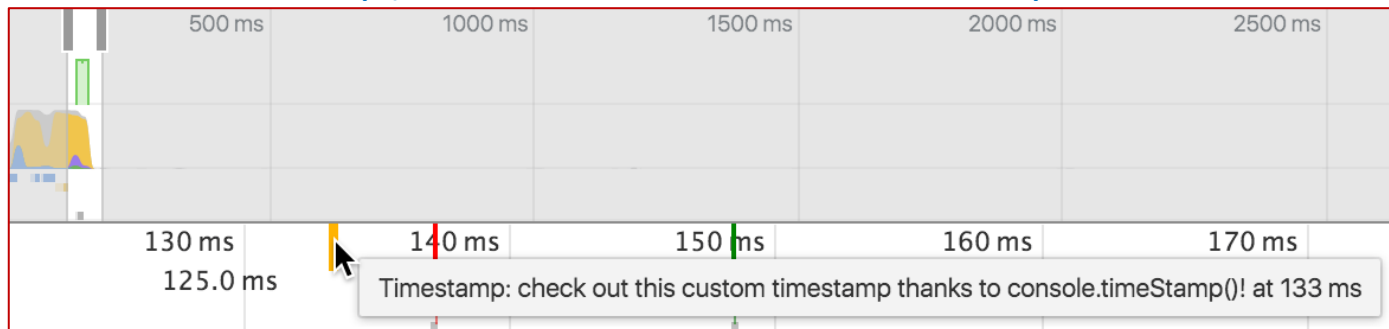 500 ms 1000 ms 1500 ms 2000 ms 2500 ms
130 ms 140 ms 150 ms 160 ms 170 ms
125.0 ms
Timestamp: check out this custom timestamp thanks to console.timeStamp()! at 133 ms